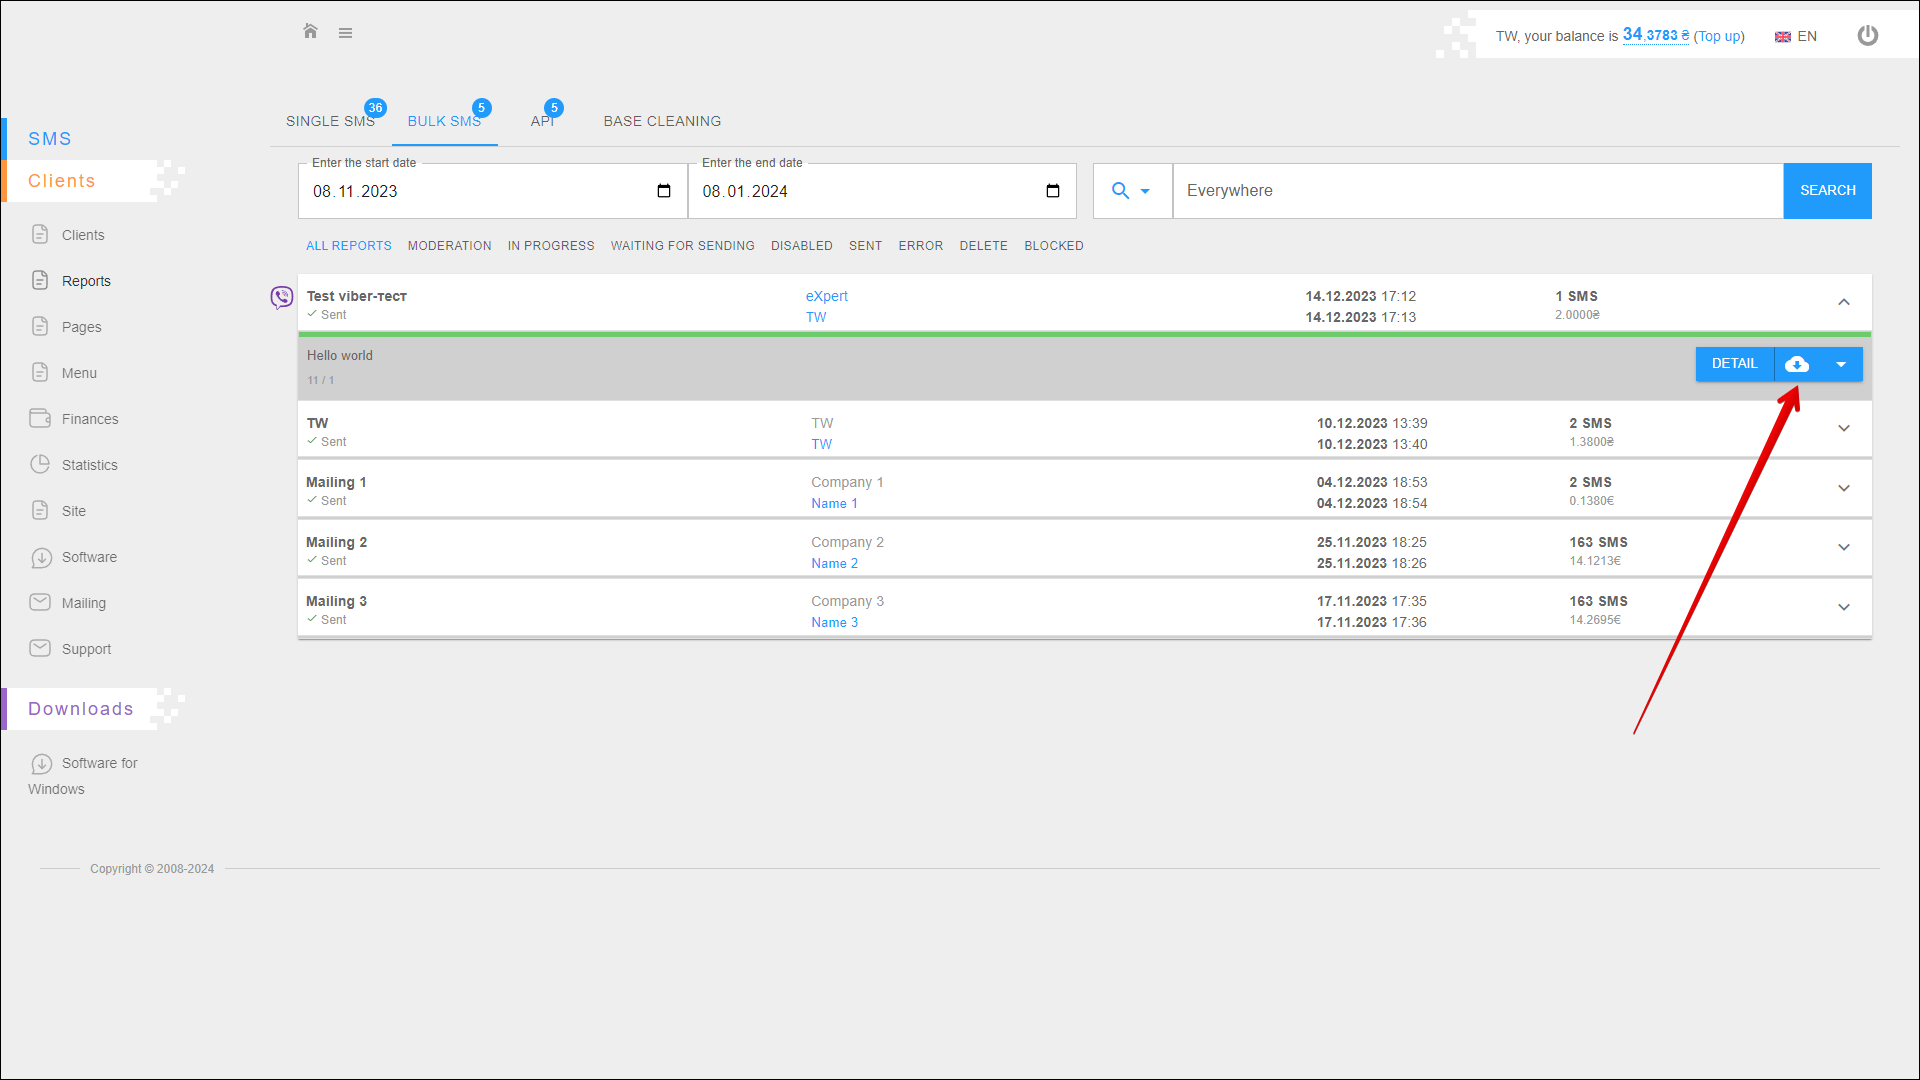 TW, your balance is 34,3783 ₴ (Top up)
EN
SMS
Clients
Clients
Reports
Pages
Menu
Finances
Statistics
Site
Software
Mailing
Support
Downloads
Software for
Windows
SINGLE SMS 36
BULK SMS 5
API 5
BASE CLEANING
Enter the start date
08.11.2023
Enter the end date
08.01.2024
Everywhere
SEARCH
ALL REPORTS MODERATION IN PROGRESS WAITING FOR SENDING DISABLED SENT ERROR DELETE BLOCKED
Test viber-тест
Sent
eXpert
TW
14.12.2023 17:12
14.12.2023 17:13
1 SMS
2.0000₴
Hello world
11 / 1
DETAIL
TW
Sent
TW
TW
10.12.2023 13:39
10.12.2023 13:40
2 SMS
1.3800₴
Mailing 1
Sent
Company 1
Name 1
04.12.2023 18:53
04.12.2023 18:54
2 SMS
0.1380€
Mailing 2
Sent
Company 2
Name 2
25.11.2023 18:25
25.11.2023 18:26
163 SMS
14.1213€
Mailing 3
Sent
Company 3
Name 3
17.11.2023 17:35
17.11.2023 17:36
163 SMS
14.2695€
Copyright © 2008-2024